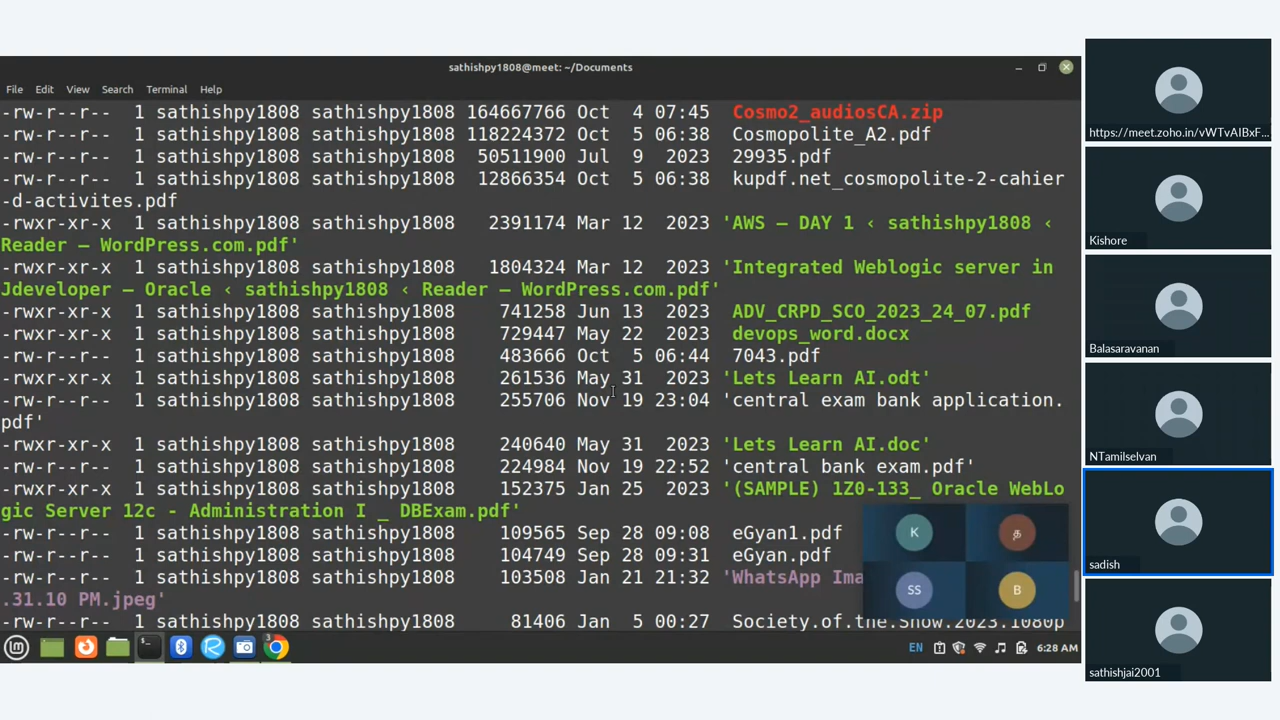 sathishpy1808@meet: ~/Documents
File Edit View Search Terminal Help
-rw-r--r-- 1 sathishpy1808 sathishpy1808 164667766 Oct 4 07:45 Cosmo2_audiosCA.zip
-rw-r--r-- 1 sathishpy1808 sathishpy1808 118224372 Oct 5 06:38 Cosmopolite_A2.pdf
-rw-r--r-- 1 sathishpy1808 sathishpy1808 50511900 Jul 9 2023 29935.pdf
-rw-r--r-- 1 sathishpy1808 sathishpy1808 12866354 Oct 5 06:38 kupdf.net_cosmopolite-2-cahier
-d-activites.pdf
-rwxr-xr-x 1 sathishpy1808 sathishpy1808 2391174 Mar 12 2023 'AWS – DAY 1 ‹ sathishpy1808 ‹
Reader — WordPress.com.pdf'
-rwxr-xr-x 1 sathishpy1808 sathishpy1808 1804324 Mar 12 2023 'Integrated Weblogic server in
Jdeveloper – Oracle ‹ sathishpy1808 ‹ Reader — WordPress.com.pdf'
-rwxr-xr-x 1 sathishpy1808 sathishpy1808 741258 Jun 13 2023 ADV_CRPD_SCO_2023_24_07.pdf
-rwxr-xr-x 1 sathishpy1808 sathishpy1808 729447 May 22 2023 devops_word.docx
-rw-r--r-- 1 sathishpy1808 sathishpy1808 483666 Oct 5 06:44 7043.pdf
-rwxr-xr-x 1 sathishpy1808 sathishpy1808 261536 May 31 2023 'Lets Learn AI.odt'
-rw-r--r-- 1 sathishpy1808 sathishpy1808 255706 Nov 19 23:04 'central exam bank application.
pdf'
-rwxr-xr-x 1 sathishpy1808 sathishpy1808 240640 May 31 2023 'Lets Learn AI.doc'
-rw-r--r-- 1 sathishpy1808 sathishpy1808 224984 Nov 19 22:52 'central bank exam.pdf'
-rwxr-xr-x 1 sathishpy1808 sathishpy1808 152375 Jan 25 2023 '(SAMPLE) 1Z0-133_ Oracle WebLo
gic Server 12c - Administration I _ DBExam.pdf'
-rw-r--r-- 1 sathishpy1808 sathishpy1808 109565 Sep 28 09:08 eGyan1.pdf
-rw-r--r-- 1 sathishpy1808 sathishpy1808 104749 Sep 28 09:31 eGyan.pdf
-rw-r--r-- 1 sathishpy1808 sathishpy1808 103508 Jan 21 21:32 'WhatsApp Ima
.31.10 PM.jpeg'
-rw-r--r-- 1 sathishpy1808 sathishpy1808 81406 Jan 5 00:27 Society.of.the.Snow.2023.1080p
K
த
SS
B
3
EN 6:28 AM
https://meet.zoho.in/vWTvAIBxF...
Kishore
Balasaravanan
NTamilselvan
sadish
sathishjai2001